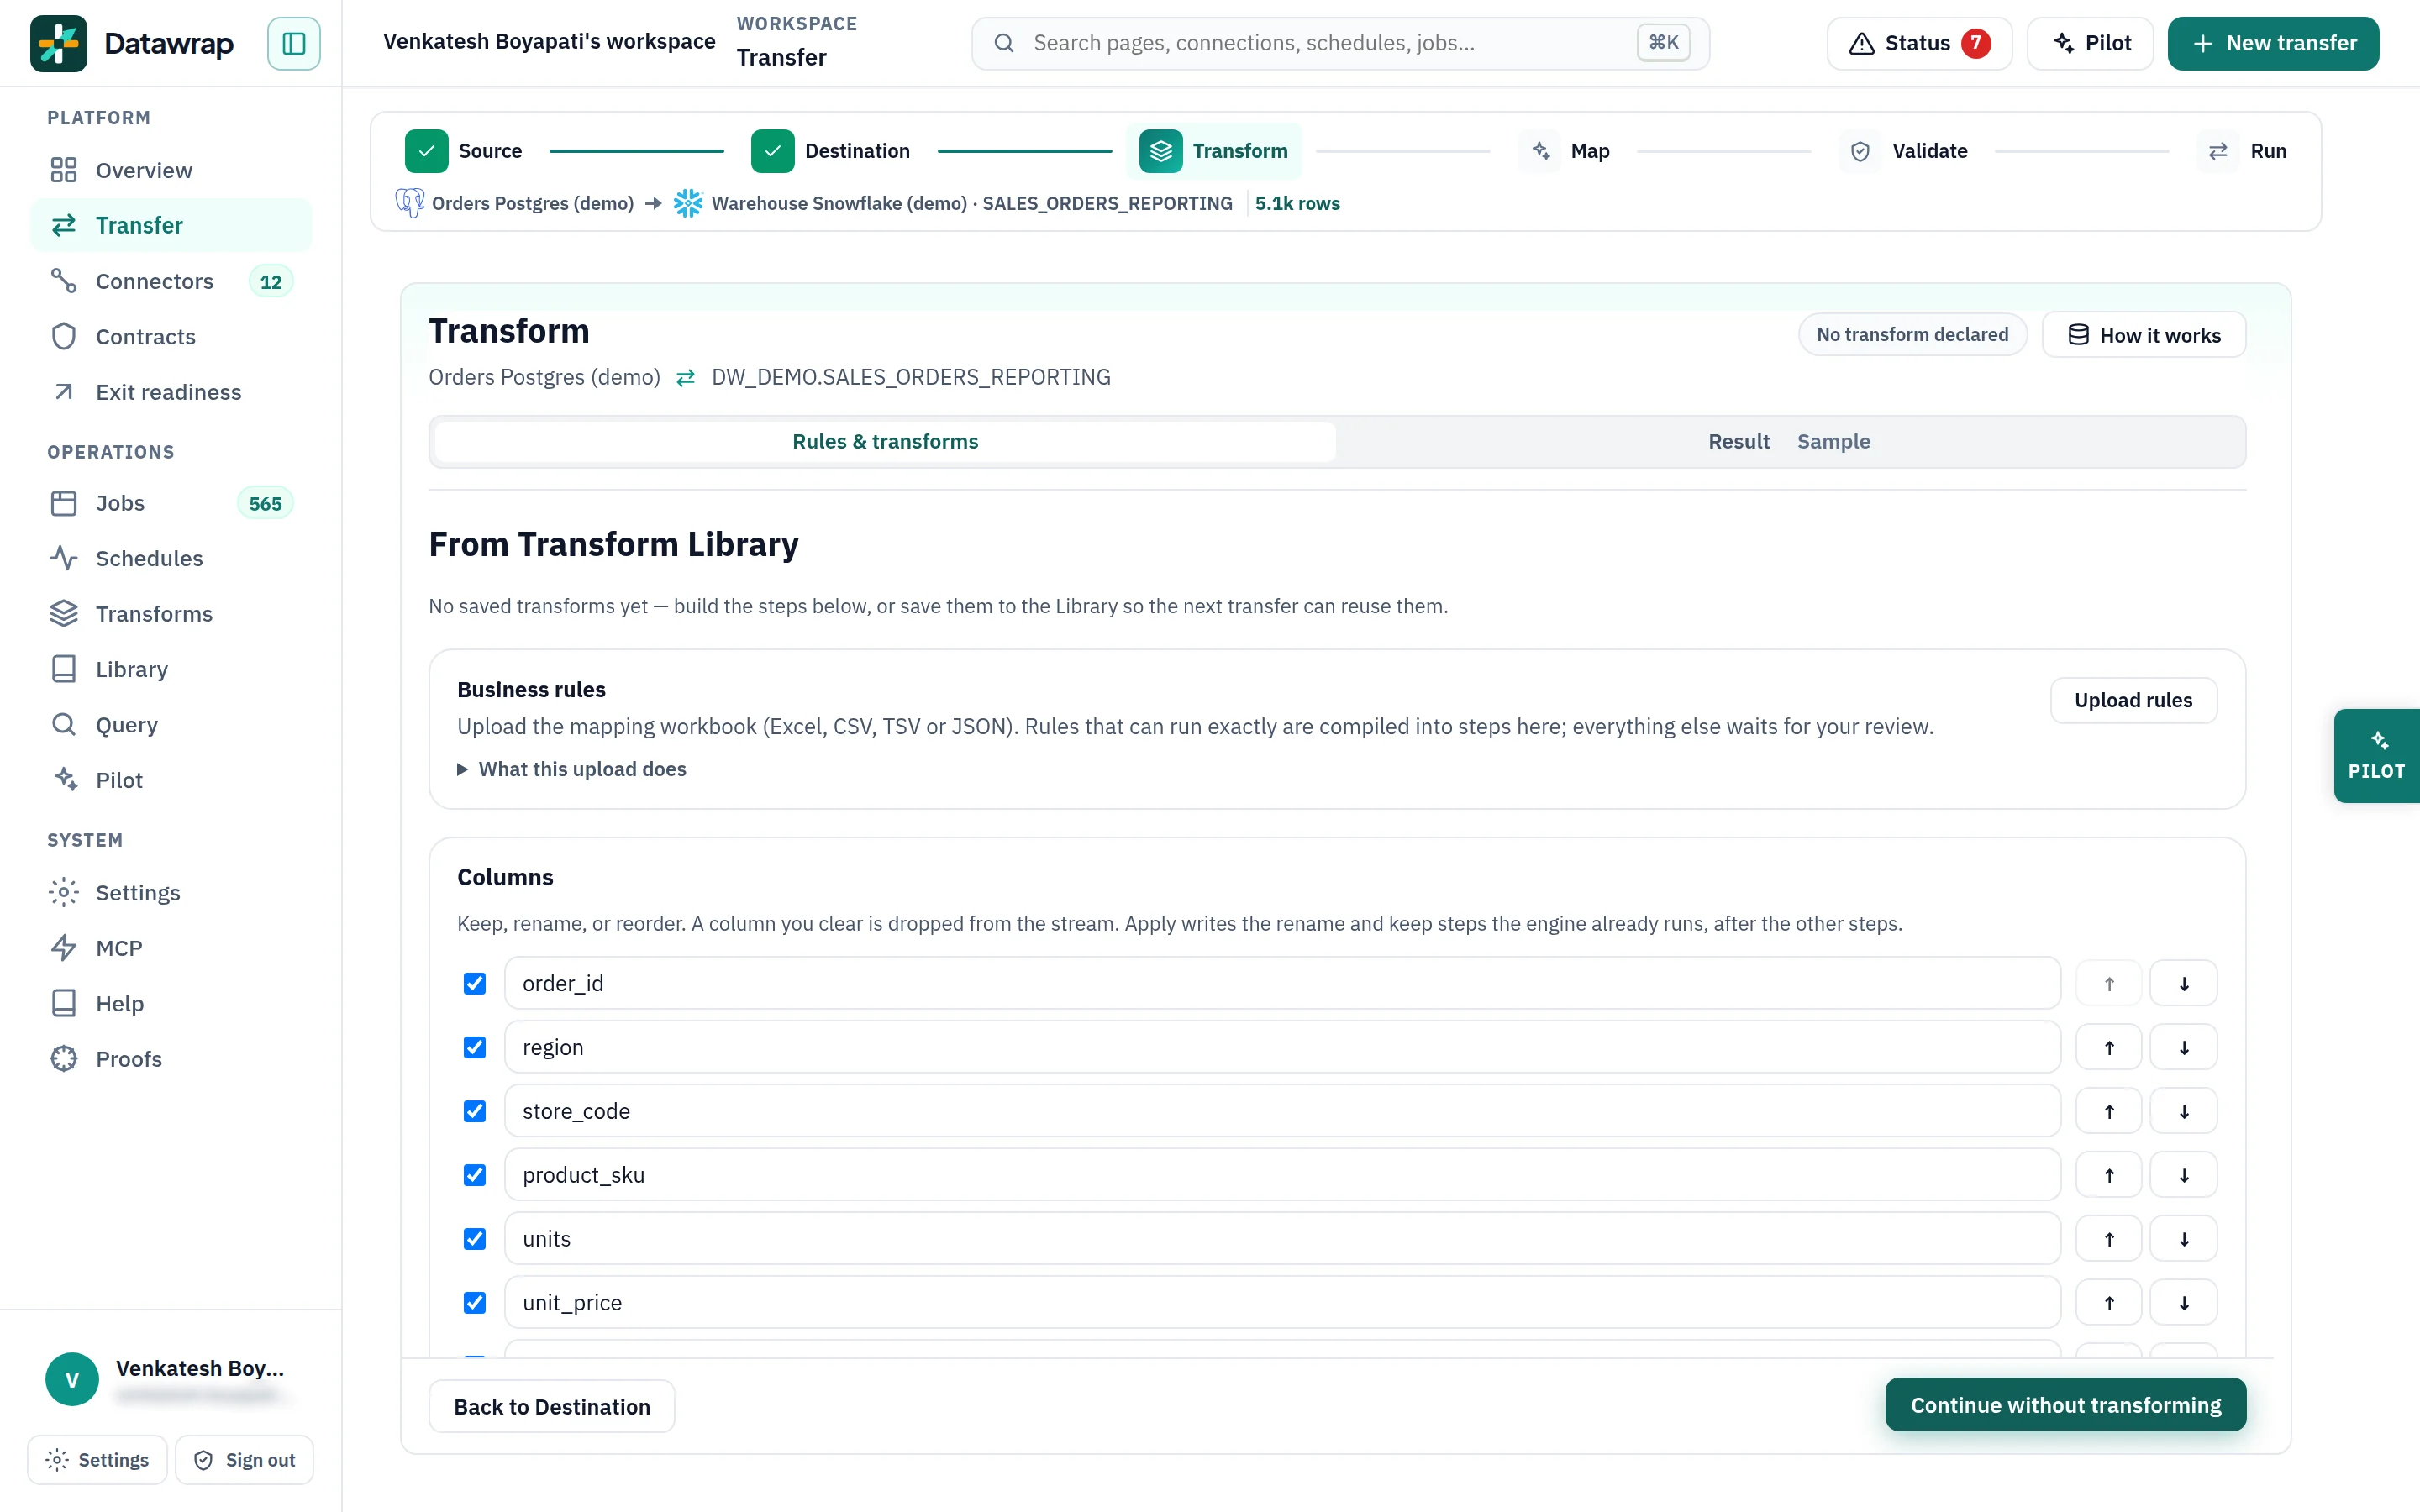 Datawrap
Venkatesh Boyapati's workspace
WORKSPACE
Transfer
Search pages, connections, schedules, jobs...
⌘K
Status 7
Pilot
+ New transfer
PLATFORM
Overview
Transfer
Connectors 12
Contracts
Exit readiness
OPERATIONS
Jobs 565
Schedules
Transforms
Library
Query
Pilot
SYSTEM
Settings
MCP
Help
Proofs
V
Venkatesh Boy...
Settings
Sign out
Source
Destination
Transform
Map
Validate
Run
Orders Postgres (demo) → Warehouse Snowflake (demo) · SALES_ORDERS_REPORTING 5.1k rows
Transform
No transform declared
How it works
Orders Postgres (demo) ⇄ DW_DEMO.SALES_ORDERS_REPORTING
Rules & transforms
Result Sample
From Transform Library
No saved transforms yet — build the steps below, or save them to the Library so the next transfer can reuse them.
Business rules
Upload rules
Upload the mapping workbook (Excel, CSV, TSV or JSON). Rules that can run exactly are compiled into steps here; everything else waits for your review.
▶ What this upload does
Columns
Keep, rename, or reorder. A column you clear is dropped from the stream. Apply writes the rename and keep steps the engine already runs, after the other steps.
order_id ↑ ↓
region ↑ ↓
store_code ↑ ↓
product_sku ↑ ↓
units ↑ ↓
unit_price ↑ ↓
Back to Destination
Continue without transforming
PILOT